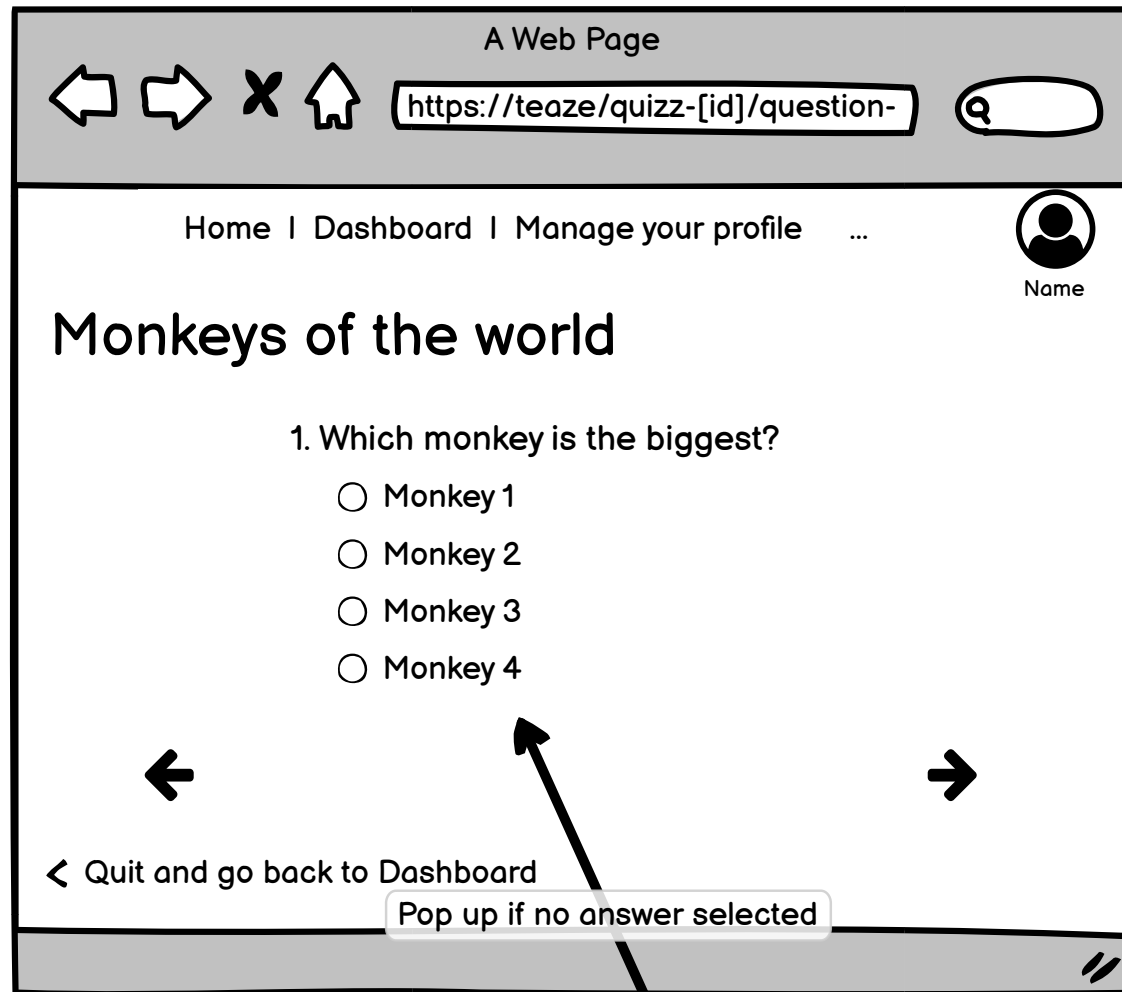 A Web Page
https://teaze/quizz-[id]/question-
Home | Dashboard | Manage your profile ...
Name
Monkeys of the world
1. Which monkey is the biggest?
Monkey 1
Monkey 2
Monkey 3
Monkey 4
Quit and go back to Dashboard
Pop up if no answer selected